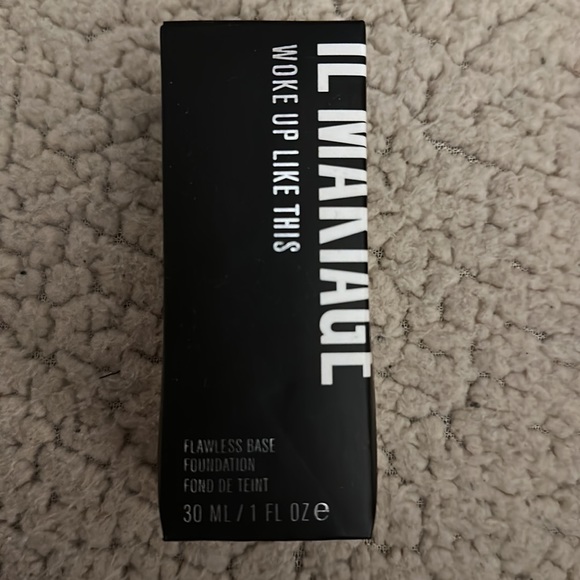 IL MAKIAGE
WOKE UP LIKE THIS
FLAWLESS BASE
FOUNDATION
FOND DE TEINT
30 ML / 1 FL OZ e